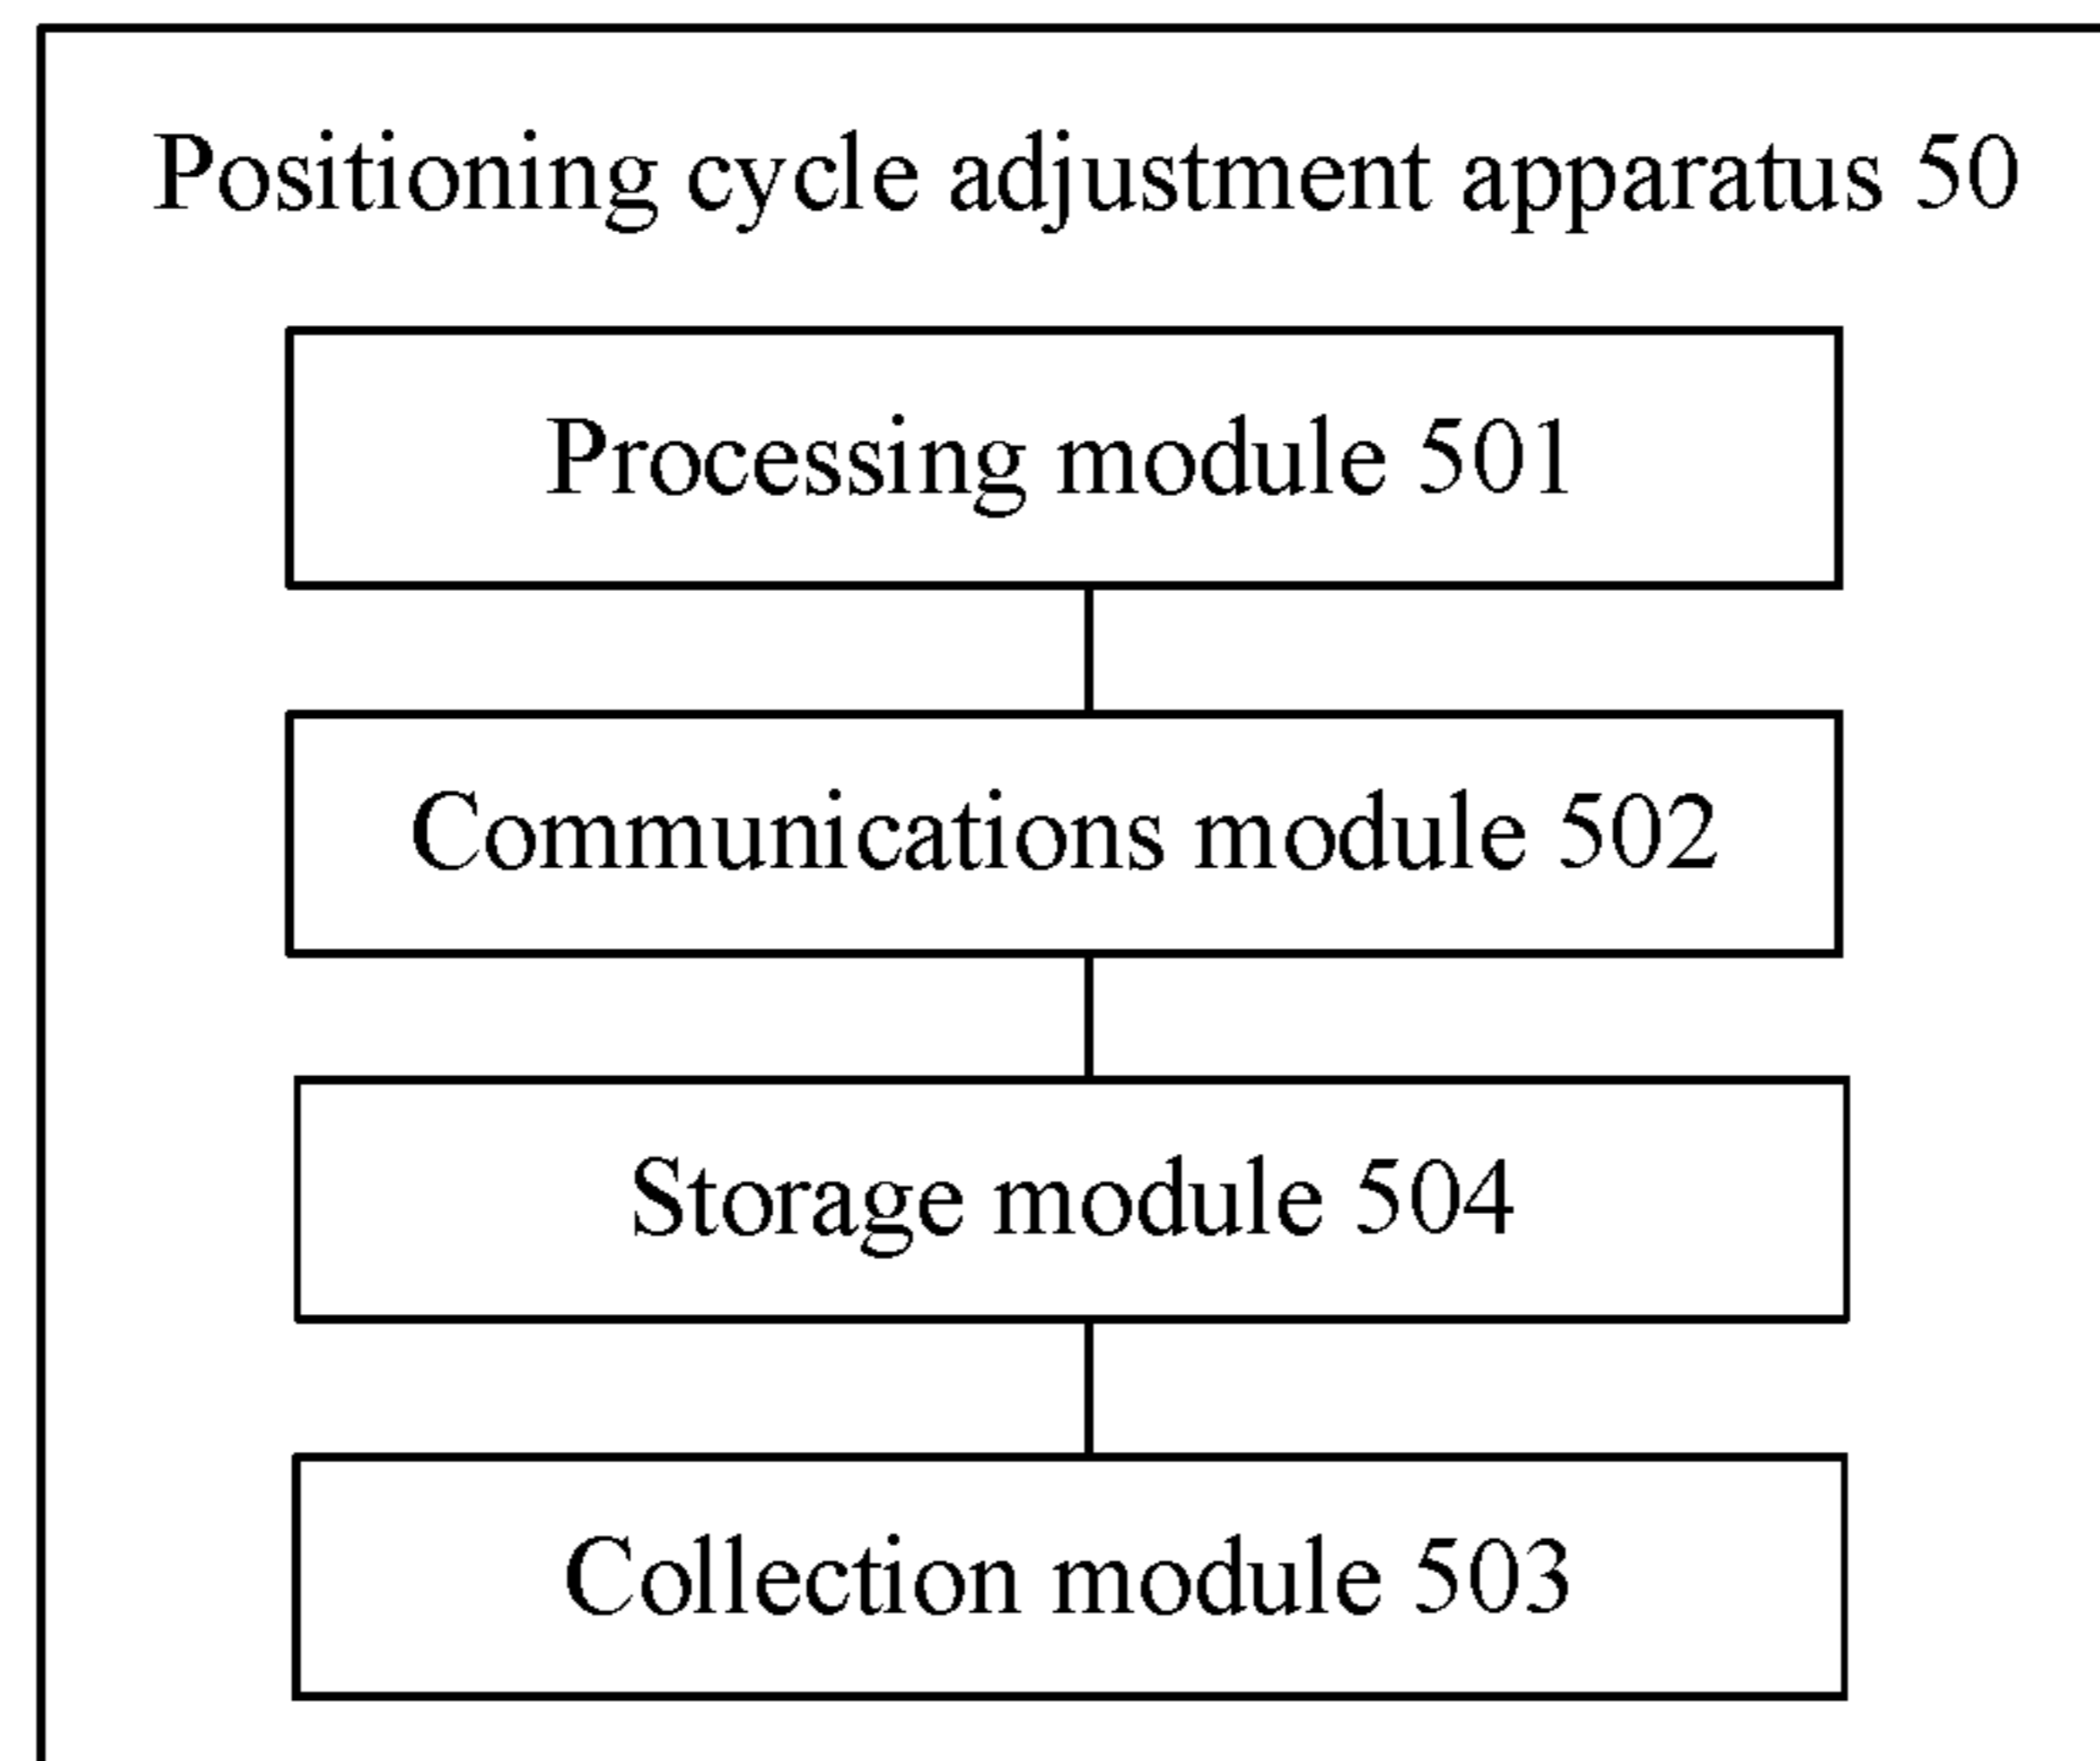 Positioning cycle adjustment apparatus 50
Processing module 501
Communications module 502
Storage module 504
Collection module 503